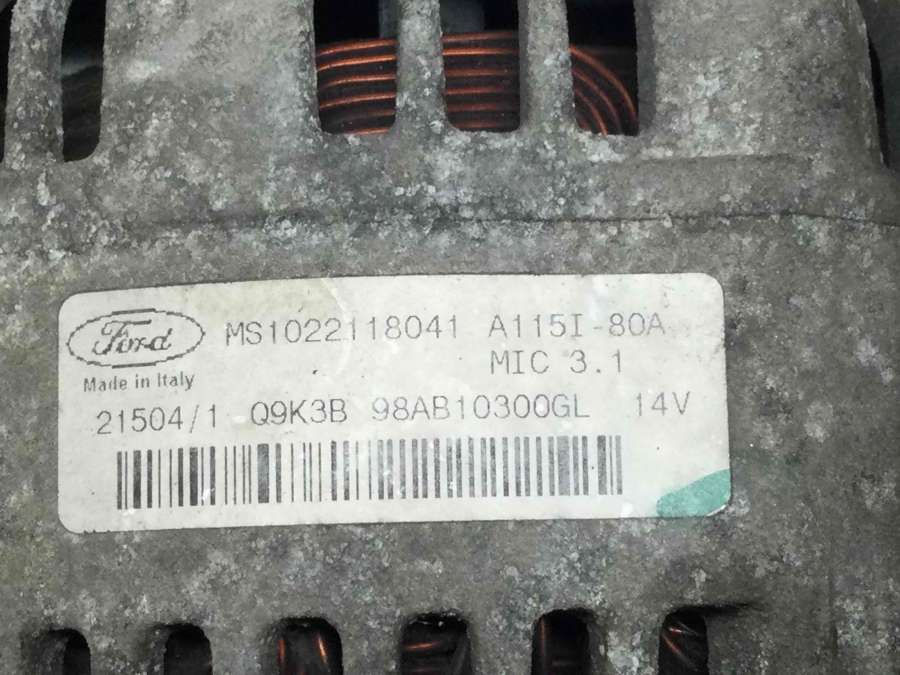 Ford MS1022118041 A115I-80A
MIC 3.1
Made in Italy
21504/1 Q9K3B 98AB10300GL 14V